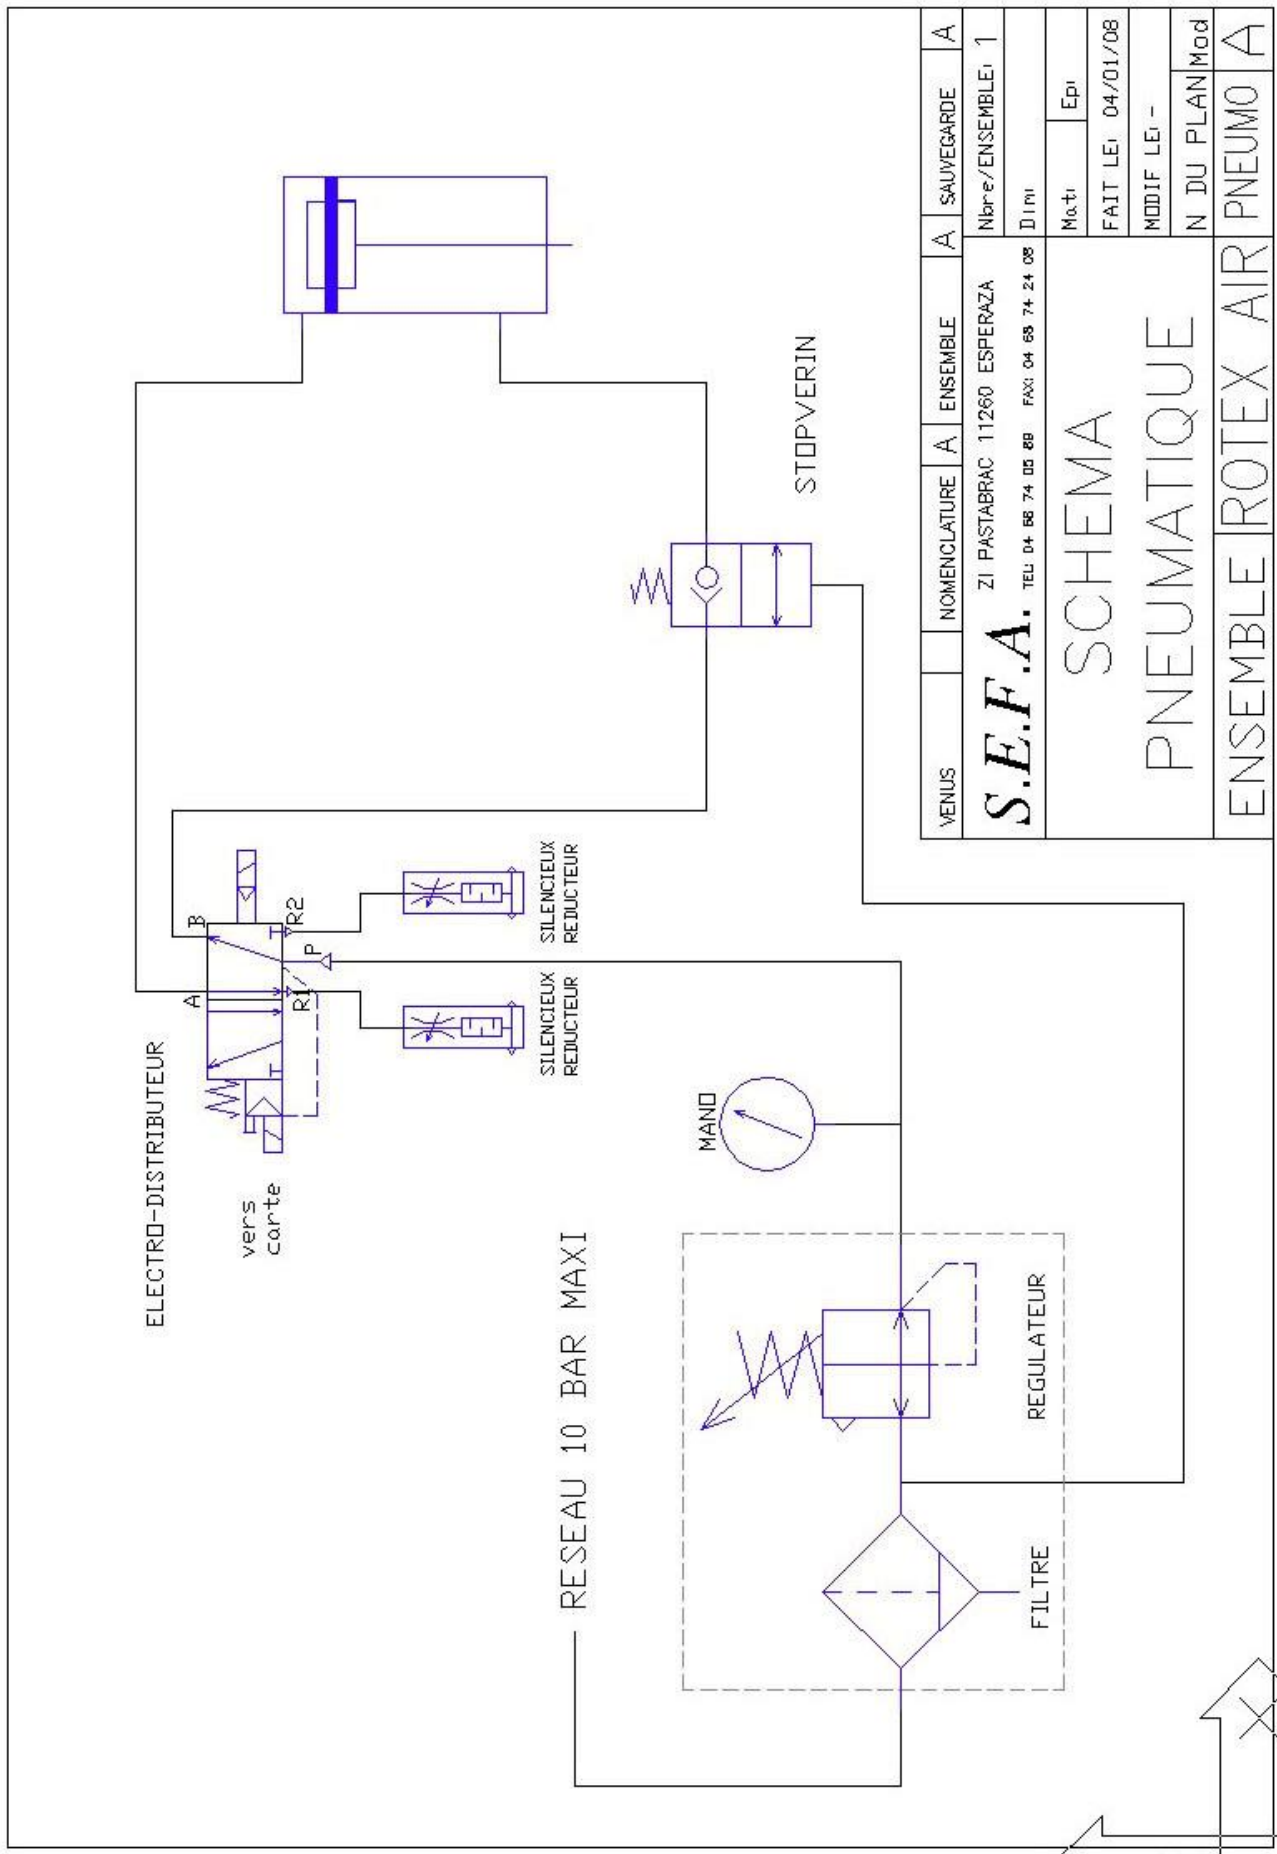 ELECTRO-DISTRIBUTEUR
vers
carte
A
B
R1
P
R2
SILENCIEUX
REDUCTEUR
SILENCIEUX
REDUCTEUR
STOPVERIN
RESEAU 10 BAR MAXI
MANO
FILTRE
REGULATEUR
VENUS NOMENCLATURE A ENSEMBLE A SAUVEGARDE A
S.E.F.A. ZI PASTABRAC 11260 ESPERAZA
TEL: 04 68 74 05 89 FAX: 04 68 74 24 08
Nbre/ENSEMBLE: 1
Dim:
Mat: Ep:
FAIT LE: 04/01/08
MODIF LE: -
N DU PLAN Mod
SCHEMA
PNEUMATIQUE
ENSEMBLE ROTEX AIR PNEUMO A
X